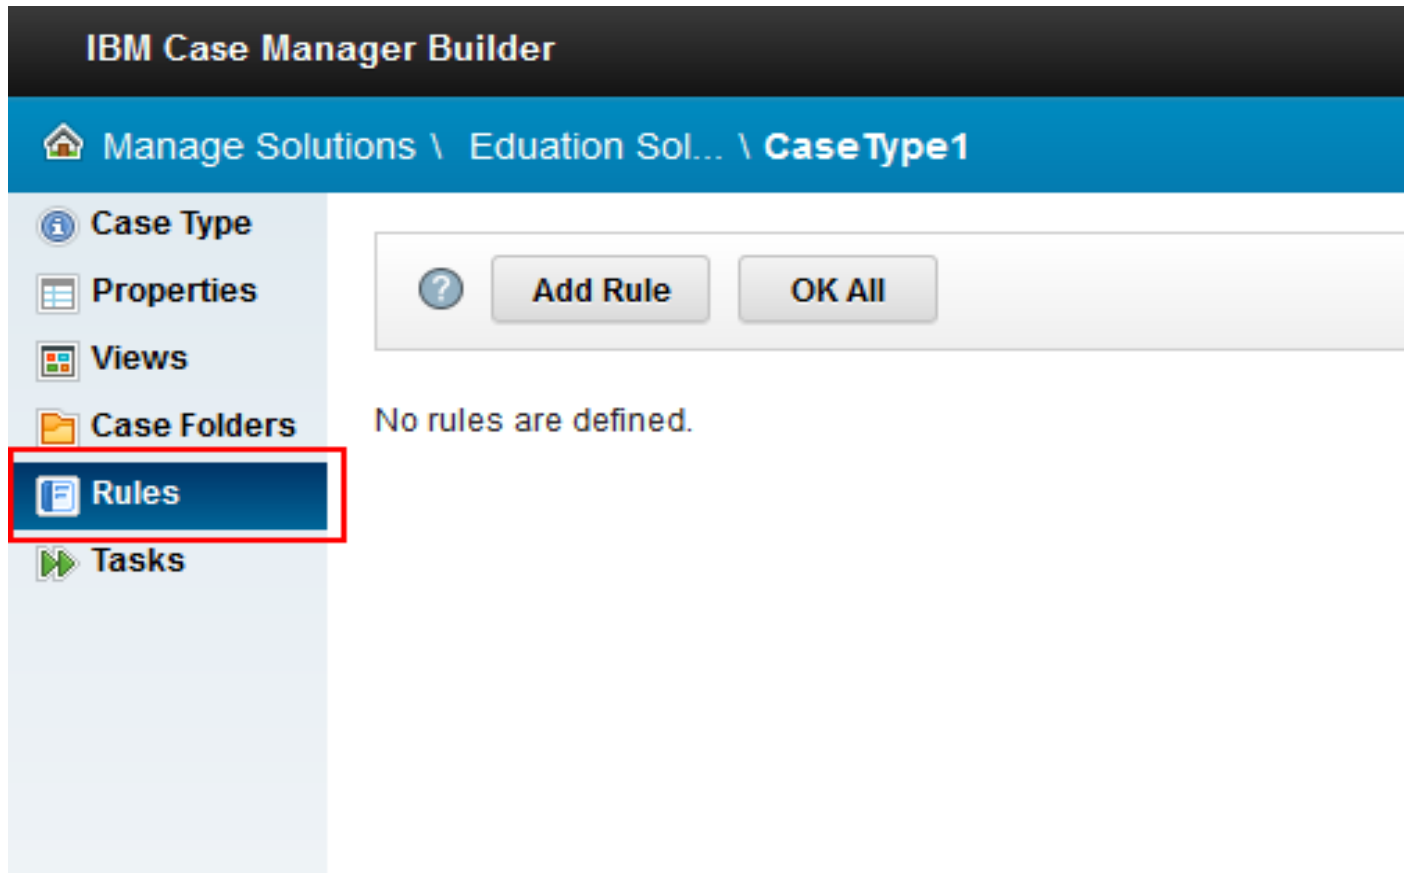 IBM Case Manager Builder
Manage Solutions \ Eduation Sol... \ CaseType1
Case Type
Properties
Views
Case Folders
Rules
Tasks
? Add Rule OK All
No rules are defined.